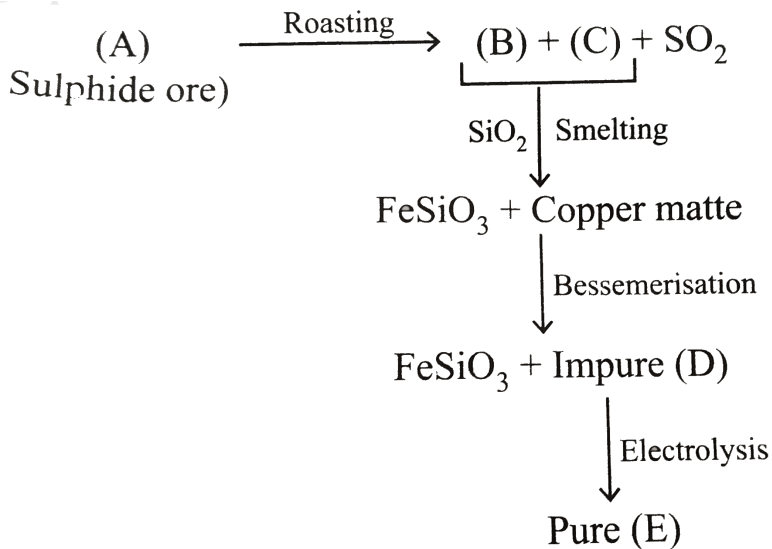 (A) Roasting (B) + (C) + SO₂
Sulphide ore)
SiO₂ Smelting
FeSiO₃ + Copper matte
Bessemerisation
FeSiO₃ + Impure (D)
Electrolysis
Pure (E)